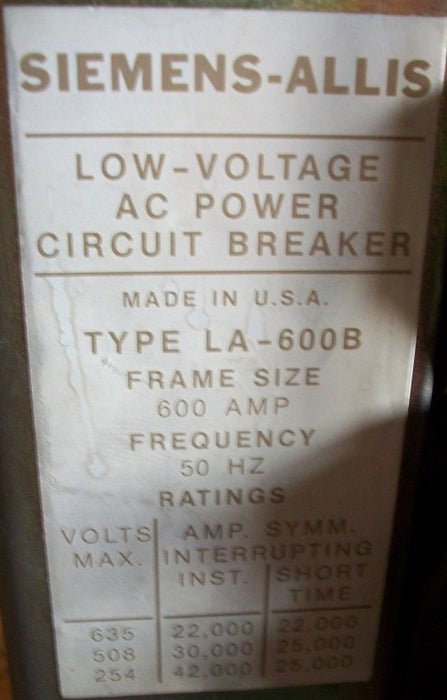 SIEMENS-ALLIS
LOW-VOLTAGE
AC POWER
CIRCUIT BREAKER
MADE IN U.S.A.
TYPE LA-600B
FRAME SIZE
600 AMP
FREQUENCY
50 HZ
RATINGS
VOLTS MAX.
AMP. SYMM.
INTERRUPTING
INST. SHORT TIME
635 22,000 22,000
508 30,000 25,000
254 42,000 25,000